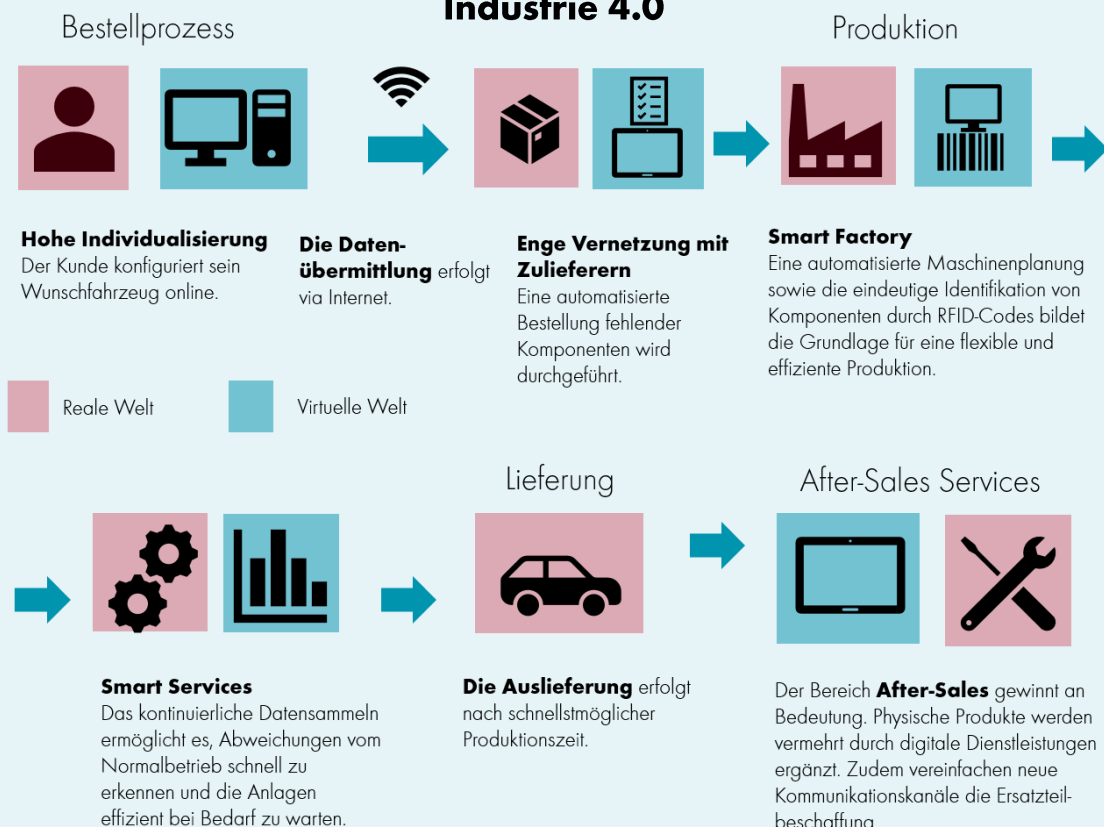 Industrie 4.0
Bestellprozess
Produktion
Hohe Individualisierung
Der Kunde konfiguriert sein
Wunschfahrzeug online.
Die Daten-
übermittlung erfolgt
via Internet.
Enge Vernetzung mit
Zulieferern
Eine automatisierte
Bestellung fehlender
Komponenten wird
durchgeführt.
Smart Factory
Eine automatisierte Maschinenplanung
sowie die eindeutige Identifikation von
Komponenten durch RFID-Codes bildet
die Grundlage für eine flexible und
effiziente Produktion.
Reale Welt
Virtuelle Welt
Lieferung
After-Sales Services
Smart Services
Das kontinuierliche Datensammeln
ermöglicht es, Abweichungen vom
Normalbetrieb schnell zu
erkennen und die Anlagen
effizient bei Bedarf zu warten.
Die Auslieferung erfolgt
nach schnellstmöglicher
Produktionszeit.
Der Bereich After-Sales gewinnt an
Bedeutung. Physische Produkte werden
vermehrt durch digitale Dienstleistungen
ergänzt. Zudem vereinfachen neue
Kommunikationskanäle die Ersatzteil-
beschaffung.